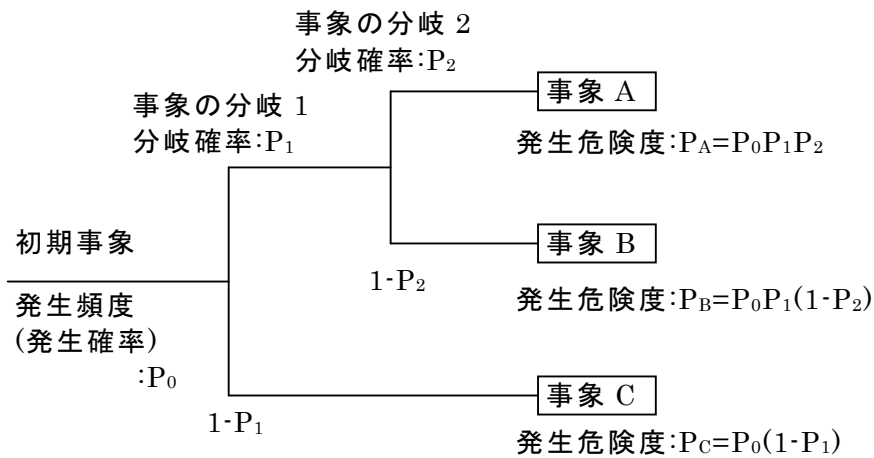 事象の分岐 2
分岐確率:P₂
事象 A
事象の分岐 1
分岐確率:P₁
発生危険度:P_A=P₀P₁P₂
初期事象
事象 B
1-P₂
発生頻度
(発生確率)
:P₀
発生危険度:P_B=P₀P₁(1-P₂)
事象 C
1-P₁
発生危険度:P_C=P₀(1-P₁)